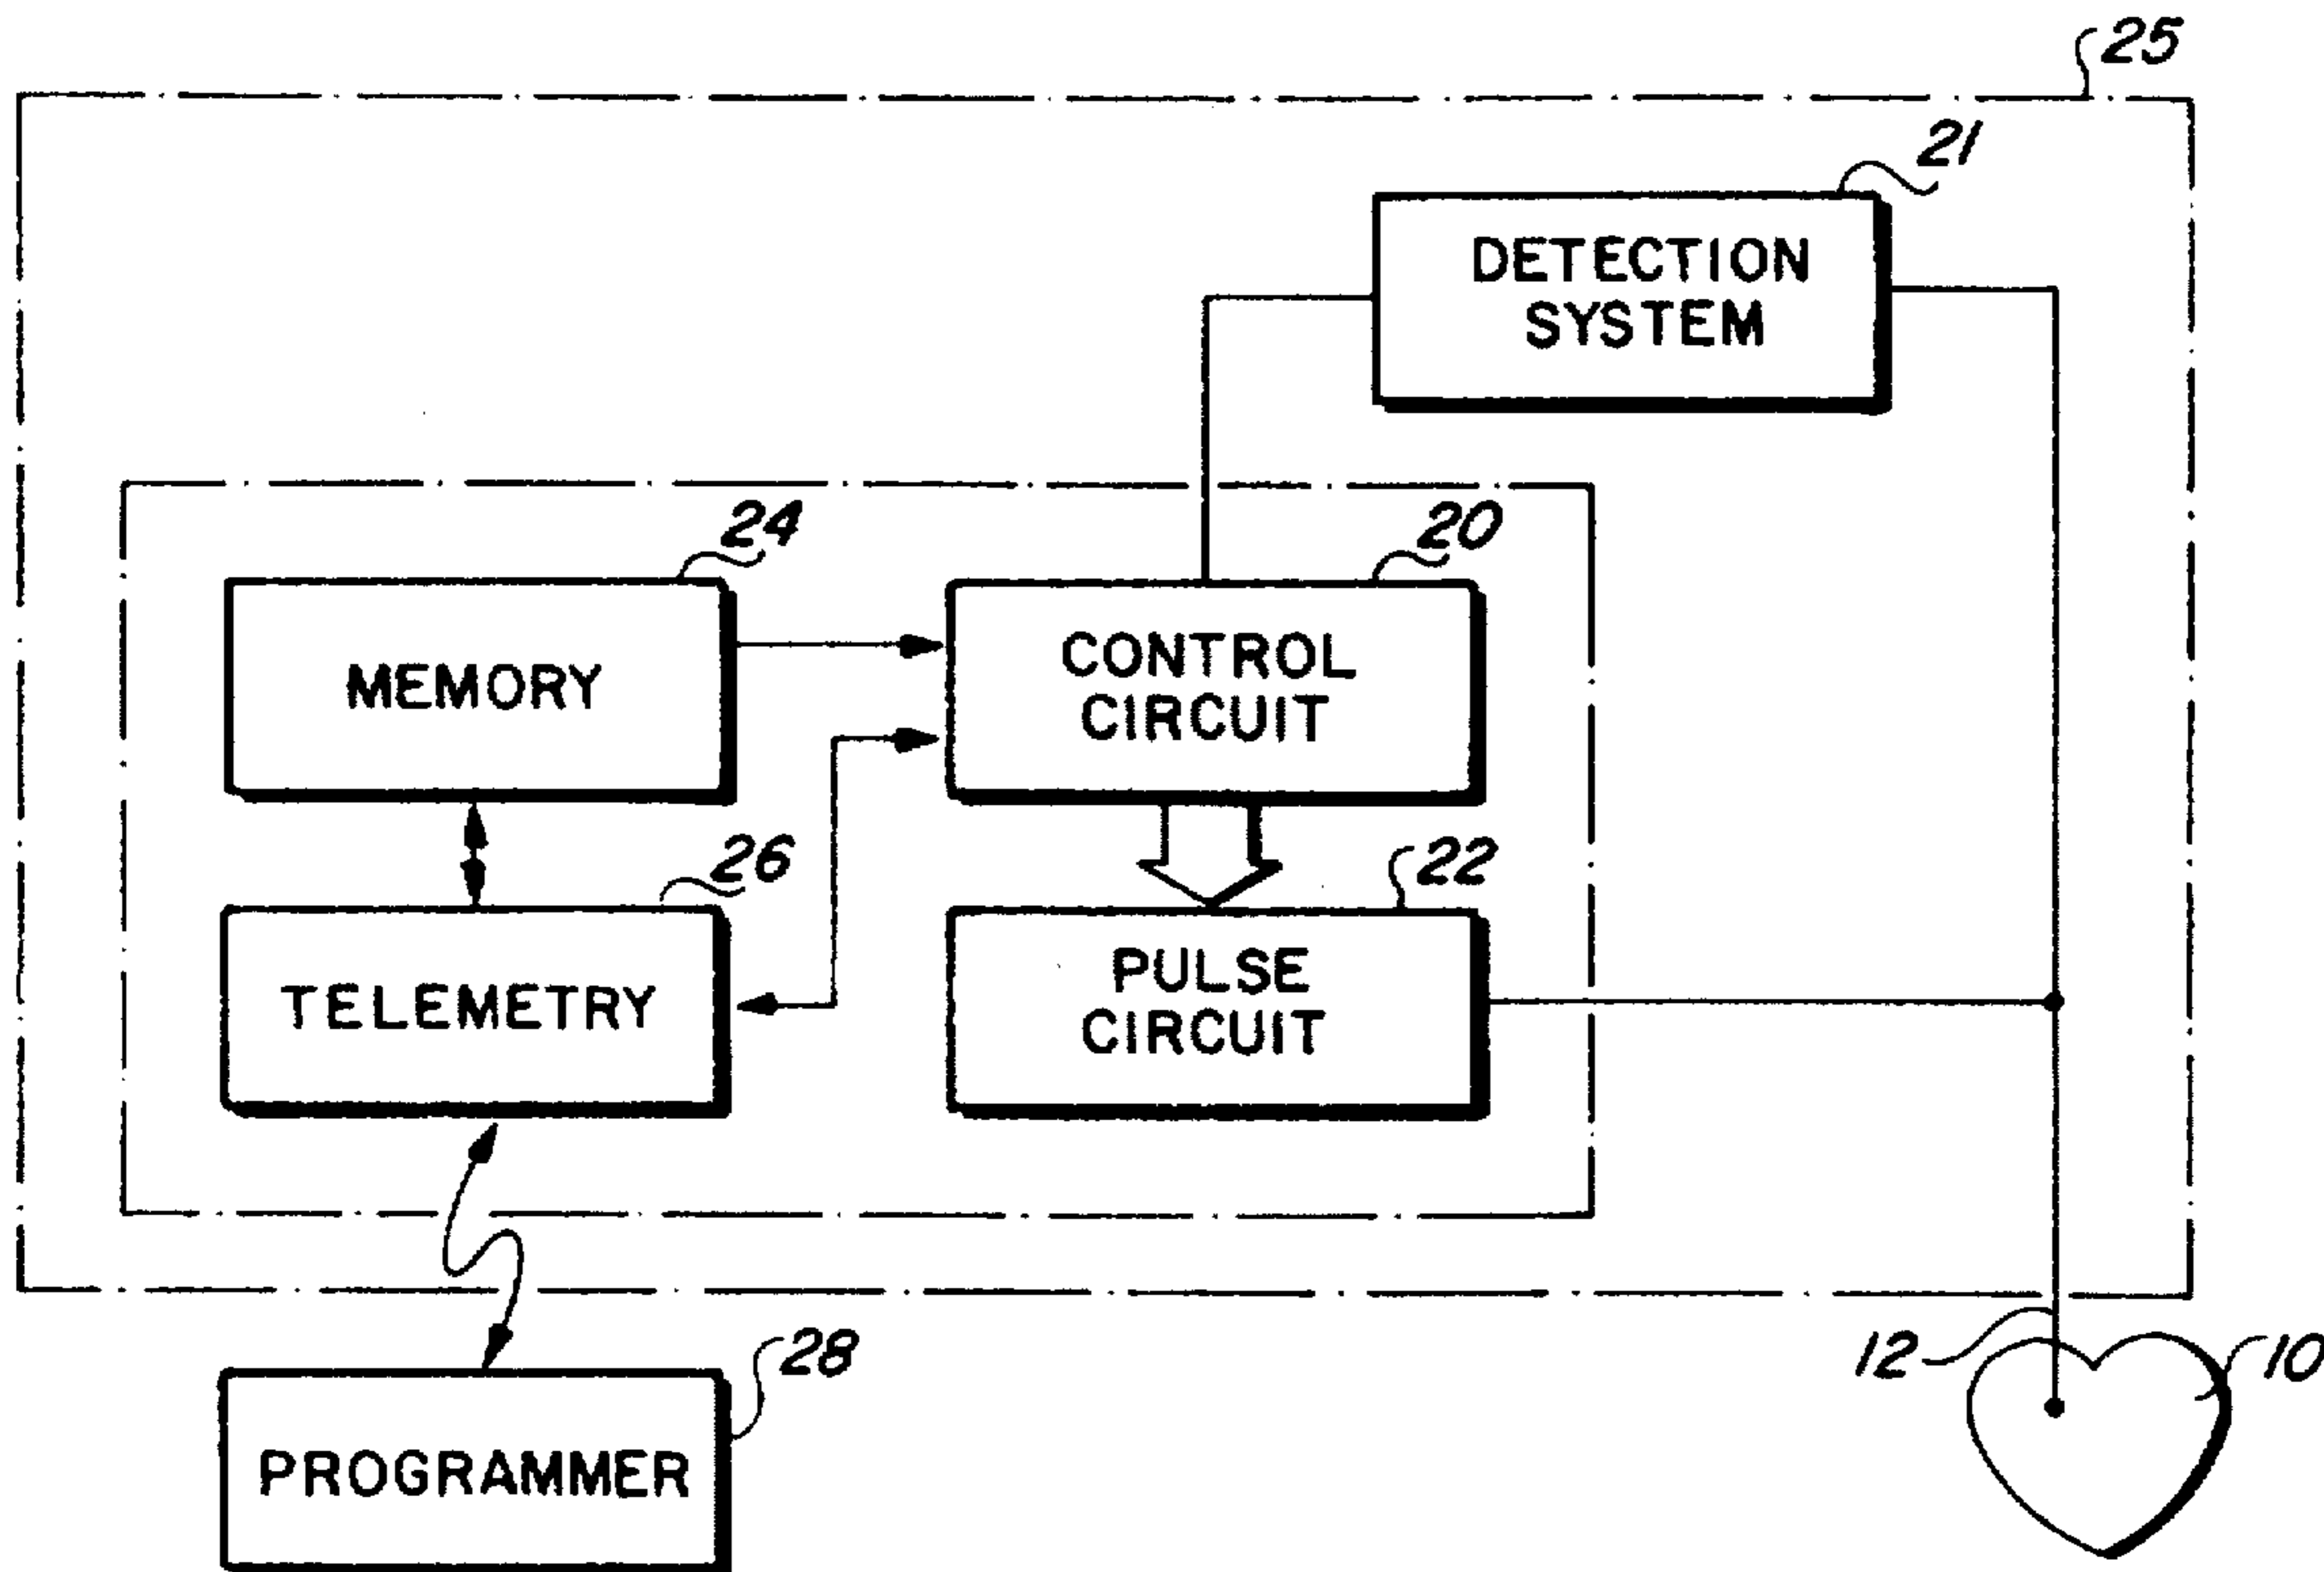 25
21
DETECTION
SYSTEM
24
20
MEMORY
CONTROL
CIRCUIT
26
22
TELEMETRY
PULSE
CIRCUIT
28
12
10
PROGRAMMER